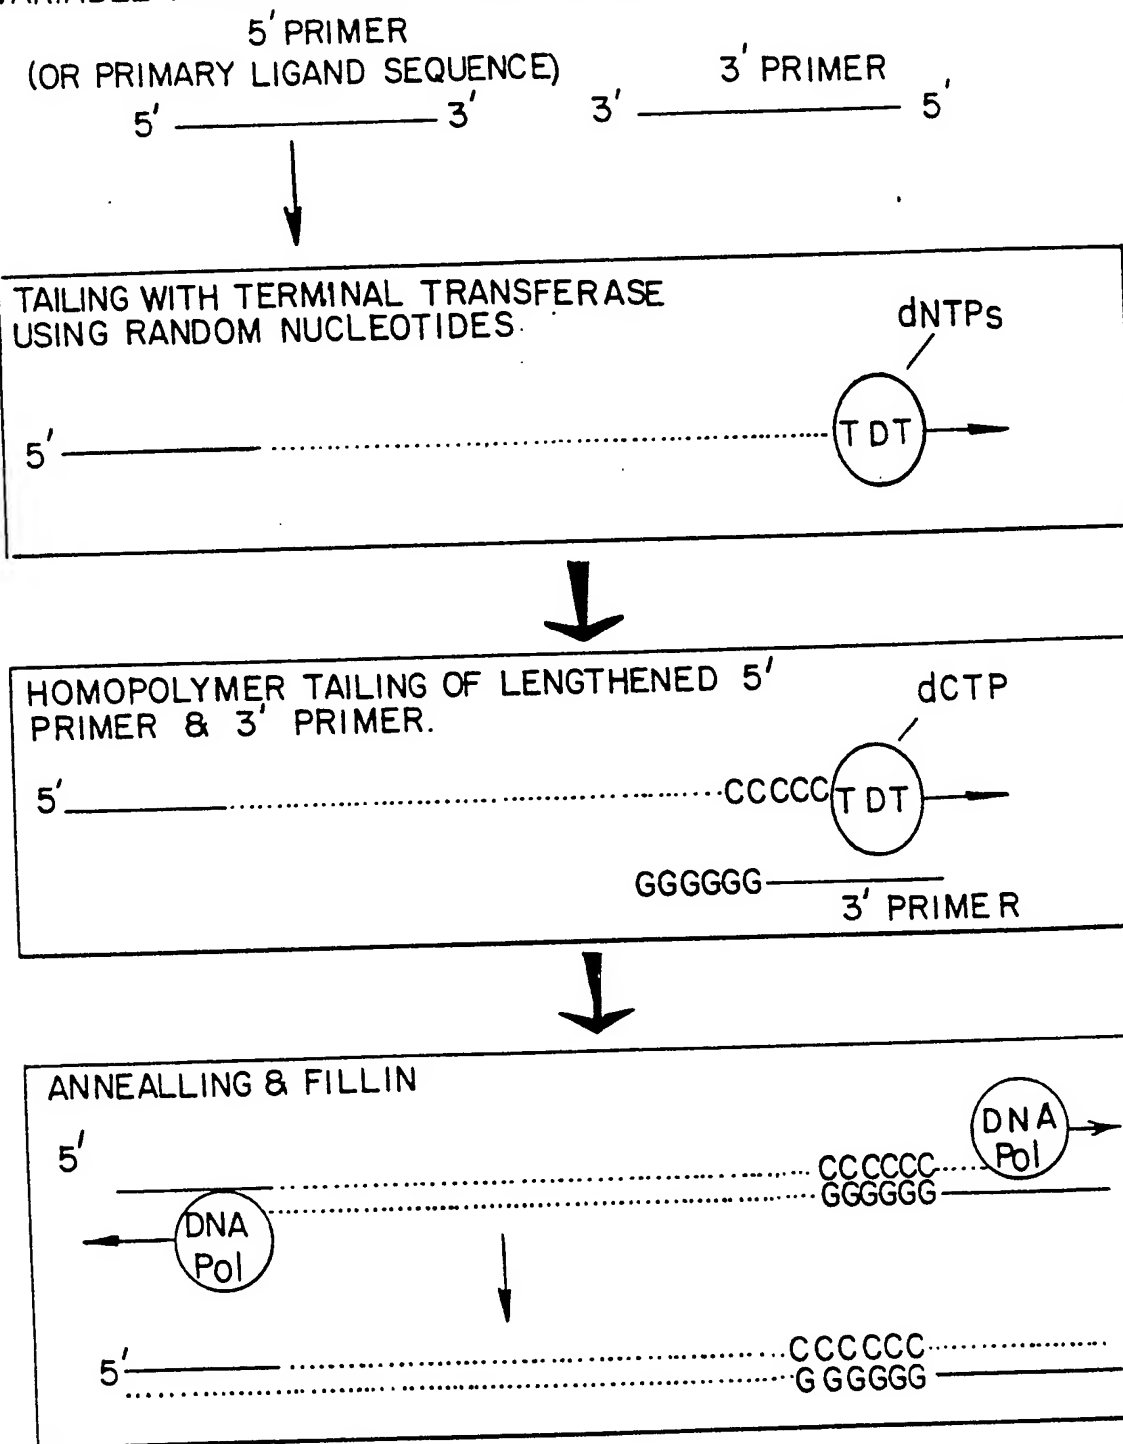 5' PRIMER
(OR PRIMARY LIGAND SEQUENCE)
3' PRIMER
5' 3' 3' 5'
TAILING WITH TERMINAL TRANSFERASE
USING RANDOM NUCLEOTIDES.
dNTPs
5' TDT
HOMOPOLYMER TAILING OF LENGTHENED 5'
PRIMER & 3' PRIMER.
dCTP
5' CCCCC TDT
GGGGGG
3' PRIMER
ANNEALLING & FILLIN
5'
DNA
Pol
CCCCCC
GGGGGG
DNA
Pol
5' CCCCCC
GGGGGG